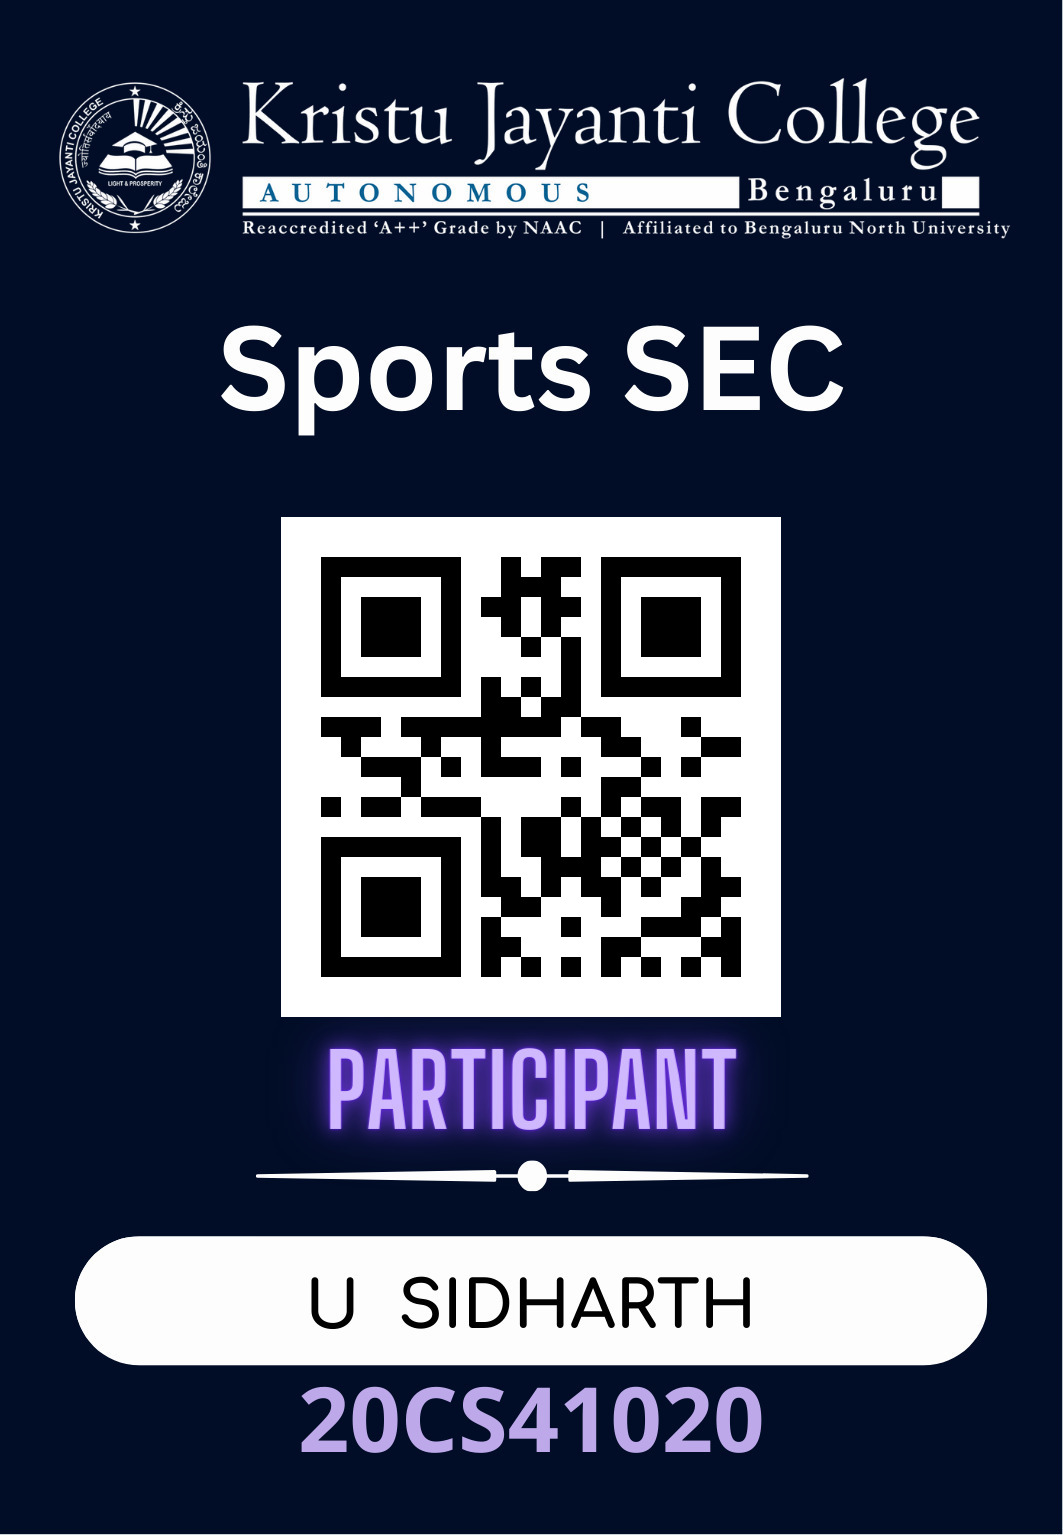 KRISTU JAYANTI COLLEGE
LIGHT & PROSPERITY
Kristu Jayanti College
AUTONOMOUS Bengaluru
Reaccredited ‘A++’ Grade by NAAC | Affiliated to Bengaluru North University
Sports SEC
PARTICIPANT
U SIDHARTH
20CS41020